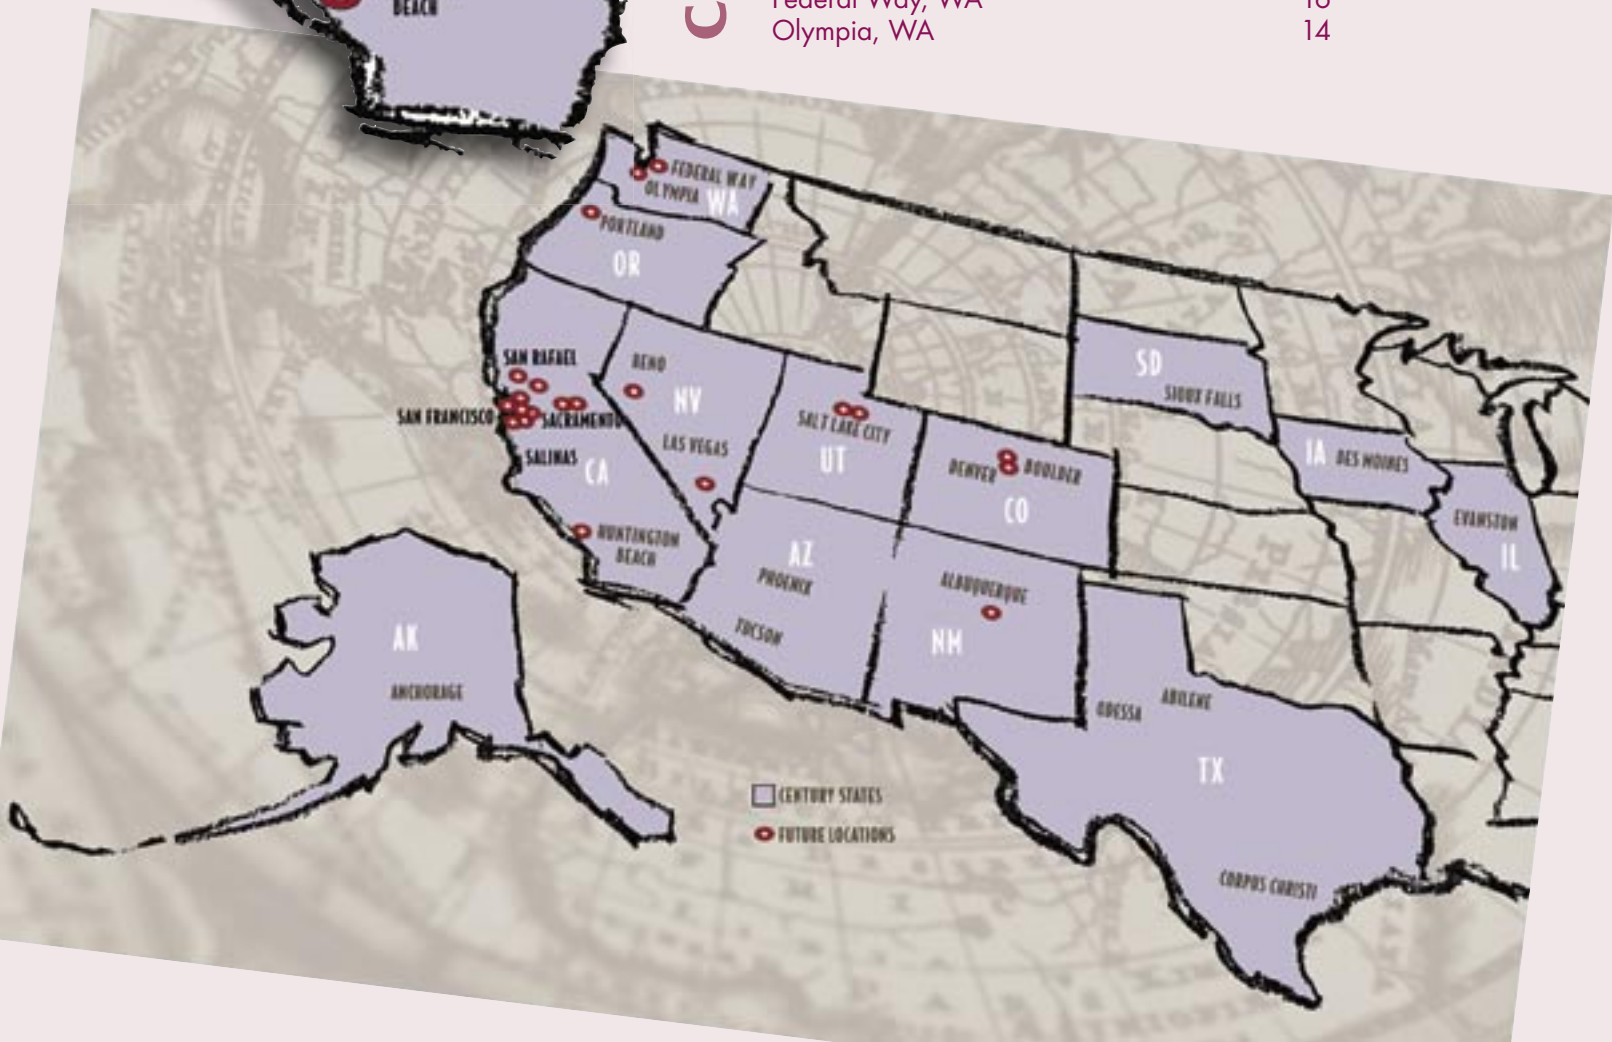 BEACH
Federal Way, WA 16
Olympia, WA 14
FEDERAL WAY
OLYMPIA
WA
PORTLAND
OR
SAN RAFAEL
SAN FRANCISCO
SACRAMENTO
SALINAS
CA
HUNTINGTON
BEACH
RENO
NV
LAS VEGAS
SALT LAKE CITY
UT
DENVER
BOULDER
CO
AZ
PHOENIX
TUCSON
ALBUQUERQUE
NM
SD
SIOUX FALLS
IA
DES MOINES
EVANSTON
IL
AK
ANCHORAGE
ODESSA
ABILENE
TX
CORPUS CHRISTI
CENTURY STATES
FUTURE LOCATIONS